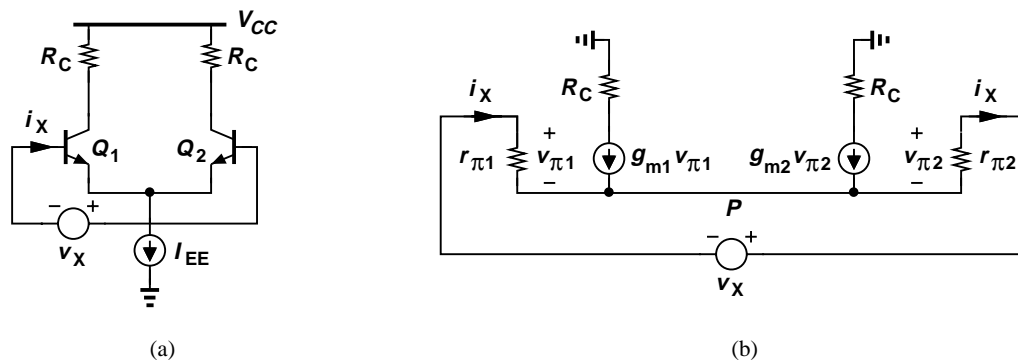 V_CC
R_C R_C
i_X
Q_1 Q_2
− +
v_X
I_EE
(a)
R_C R_C
i_X i_X
r_π1 + v_π1 − g_m1 v_π1 g_m2 v_π2 + v_π2 − r_π2
P
− +
v_X
(b)